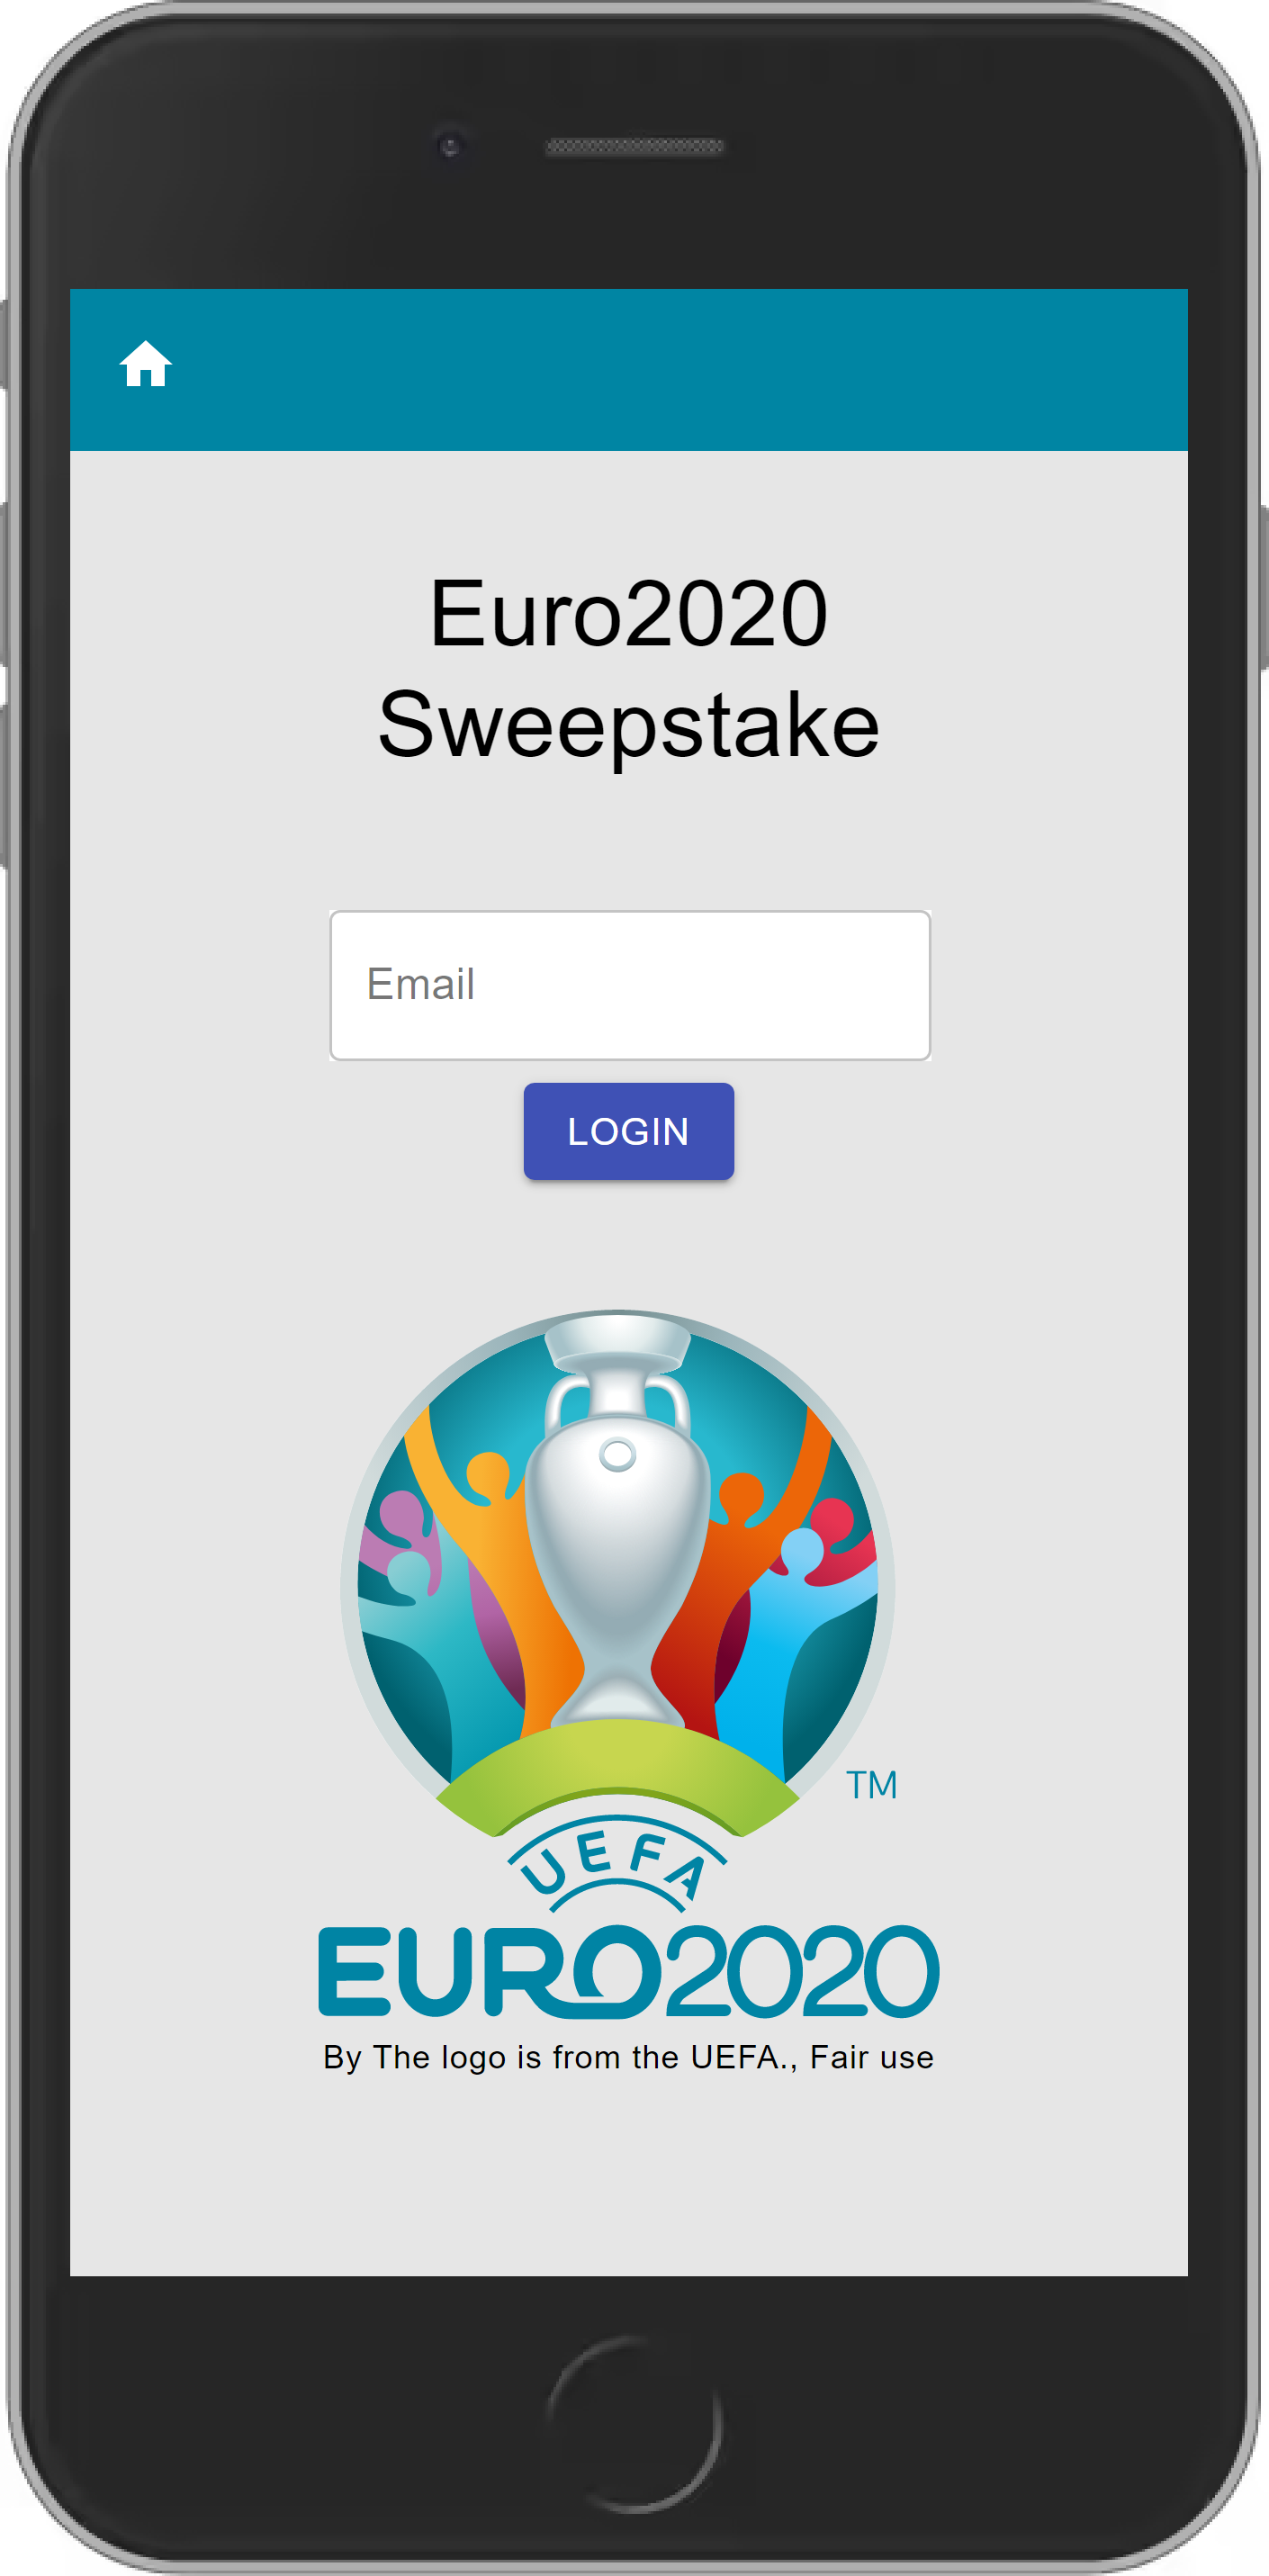 Euro2020
Sweepstake
Email
LOGIN
TM
UEFA
EURO2020
By The logo is from the UEFA., Fair use